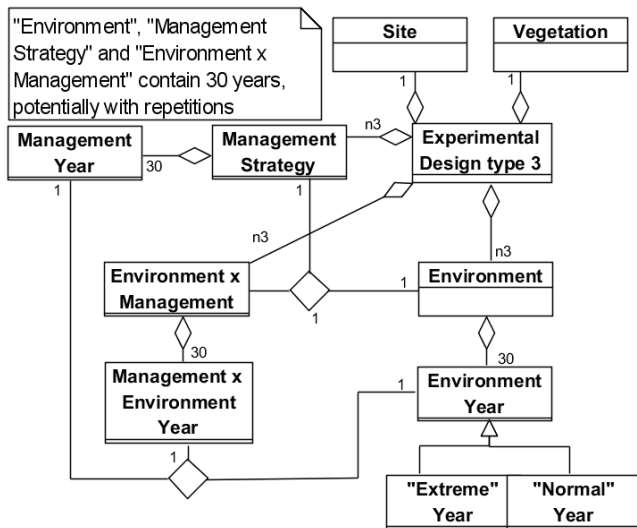 "Environment", "Management
Strategy" and "Environment x
Management" contain 30 years,
potentially with repetitions
Site
Vegetation
1
1
Management
Year
30
Management
Strategy
n3
Experimental
Design type 3
1
1
n3
n3
Environment x
Management
1
1
Environment
30
30
Management x
Environment
Year
1
Environment
Year
1
"Extreme"
Year
"Normal"
Year